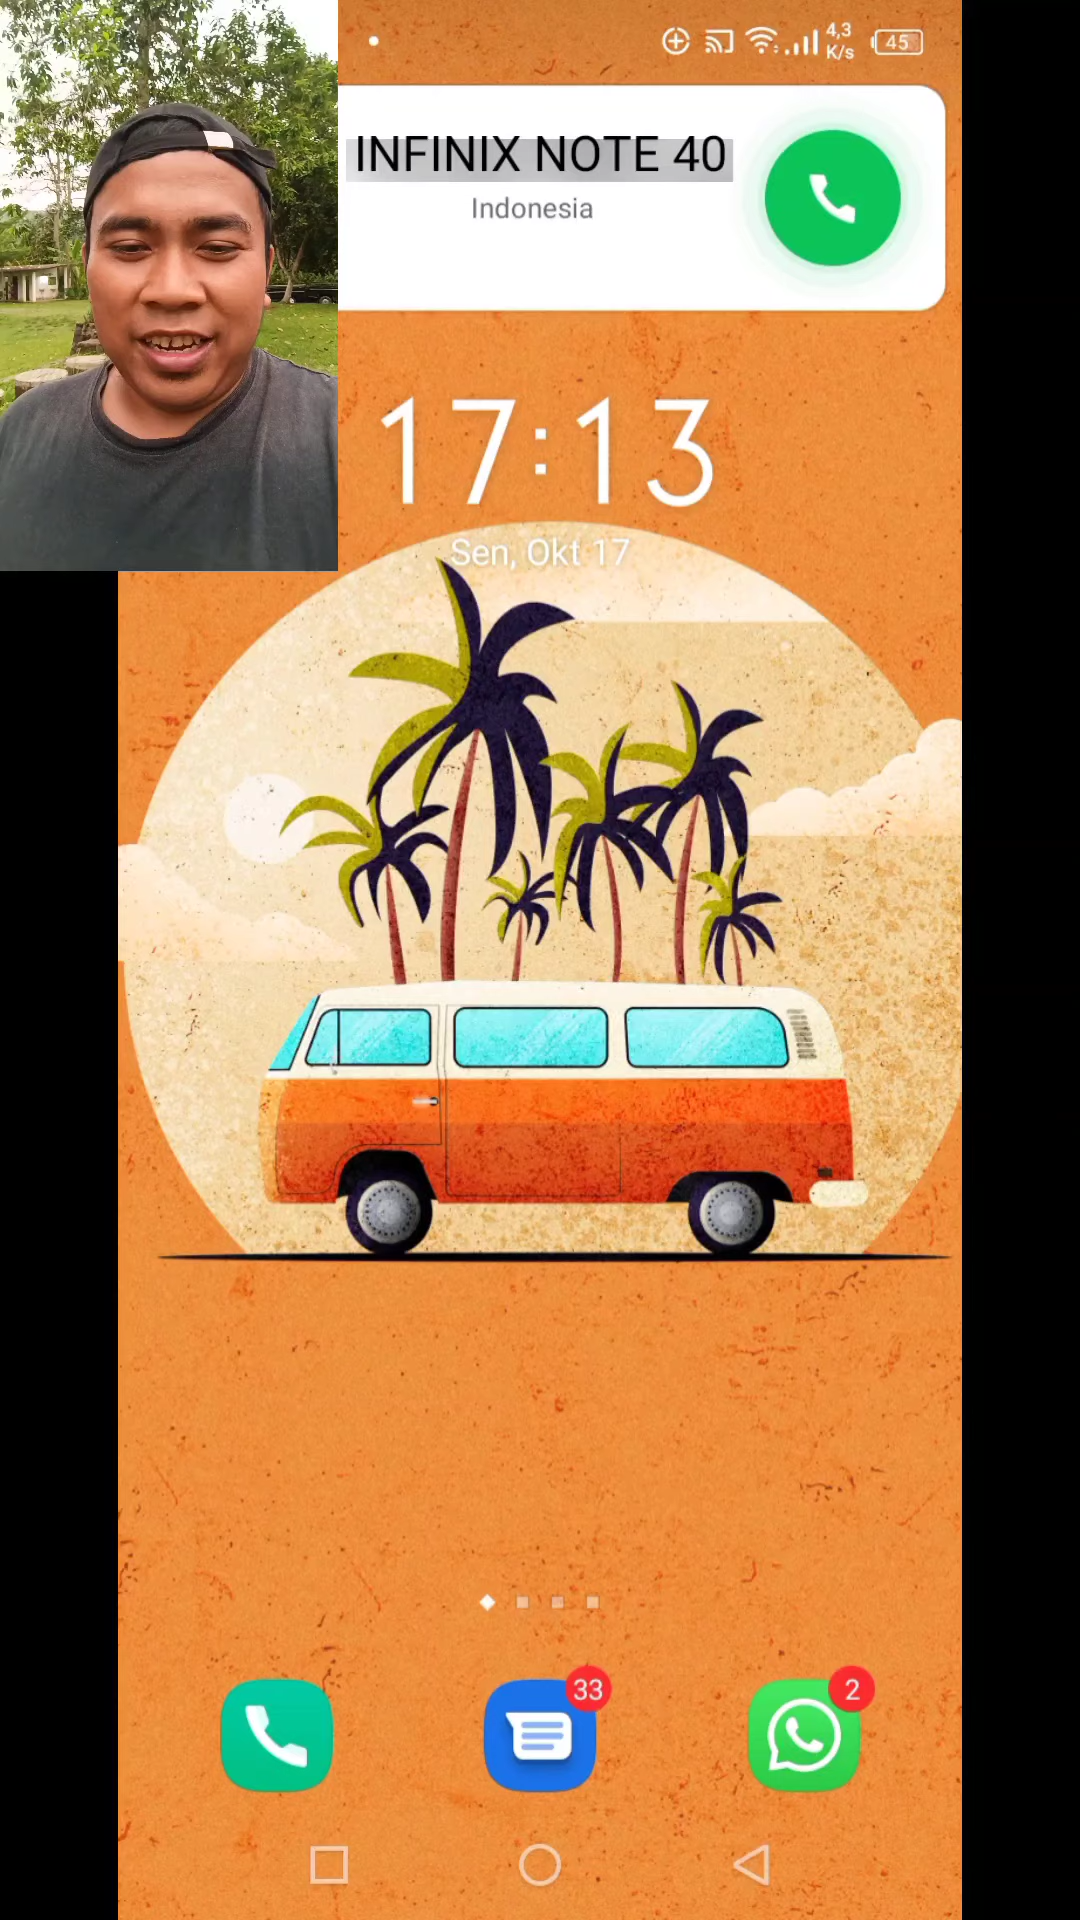 4,3
K/s
45
INFINIX NOTE 40
Indonesia
17:13
Sen, Okt 17
33
2